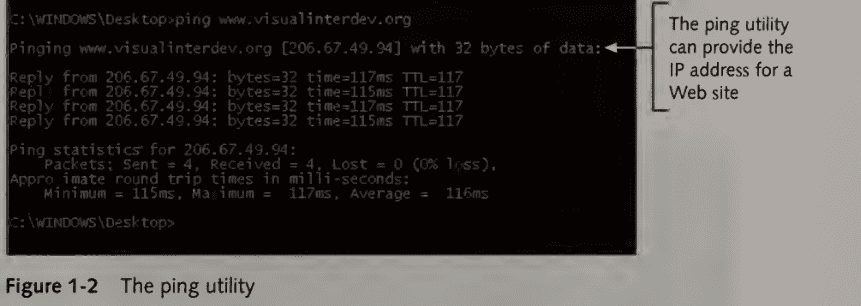 C:\WINDOWS\Desktop>ping www.visualinterdev.org
Pinging www.visualinterdev.org [206.67.49.94] with 32 bytes of data:
Reply from 206.67.49.94: bytes=32 time=117ms TTL=117
Repl from 206.67.49.94: bytes=32 time=115ms TTL=117
Reply from 206.67.49.94: bytes=32 time=117ms TTL=117
Reply from 206.67.49.94: bytes=32 time=115ms TTL=117
Ping statistics for 206.67.49.94:
Packets: Sent = 4, Received = 4, Lost = 0 (0% loss),
Appro imate round trip times in milli-seconds:
Minimum = 115ms, Ma imum = 117ms, Average = 116ms
C:\WINDOWS\Desktop>
The ping utility
can provide the
IP address for a
Web site
Figure 1-2 The ping utility